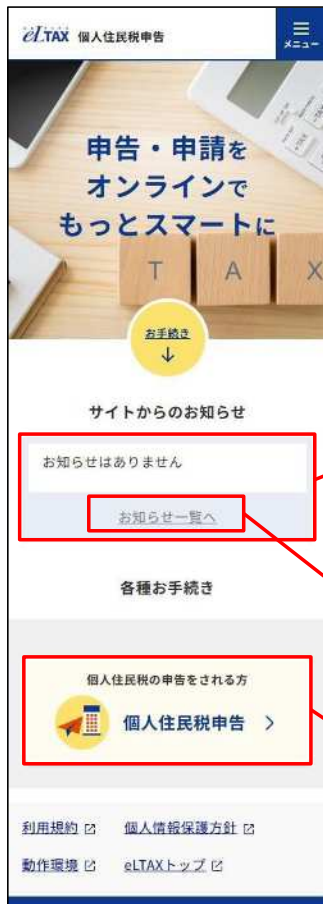 eLTAX 個人住民税申告
メニュー
申告・申請を
オンラインで
もっとスマートに
T A X
お手続き
↓
サイトからのお知らせ
お知らせはありません
お知らせ一覧へ
各種お手続き
個人住民税の申告をされる方
個人住民税申告 >
利用規約 個人情報保護方針
動作環境 eLTAXトップ